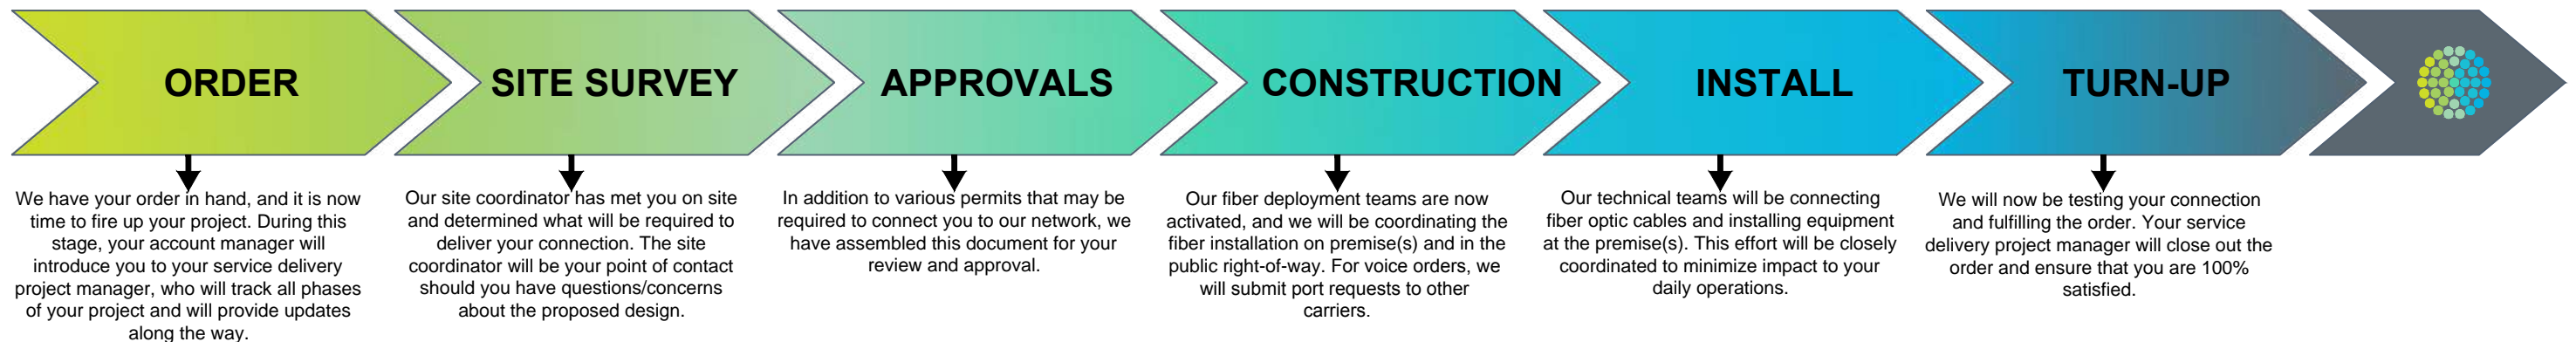 ORDER
We have your order in hand, and it is now
time to fire up your project. During this
stage, your account manager will
introduce you to your service delivery
project manager, who will track all phases
of your project and will provide updates
along the way.
SITE SURVEY
Our site coordinator has met you on site
and determined what will be required to
deliver your connection. The site
coordinator will be your point of contact
should you have questions/concerns
about the proposed design.
APPROVALS
In addition to various permits that may be
required to connect you to our network, we
have assembled this document for your
review and approval.
CONSTRUCTION
Our fiber deployment teams are now
activated, and we will be coordinating the
fiber installation on premise(s) and in the
public right-of-way. For voice orders, we
will submit port requests to other
carriers.
INSTALL
Our technical teams will be connecting
fiber optic cables and installing equipment
at the premise(s). This effort will be closely
coordinated to minimize impact to your
daily operations.
TURN-UP
We will now be testing your connection
and fulfilling the order. Your service
delivery project manager will close out the
order and ensure that you are 100%
satisfied.